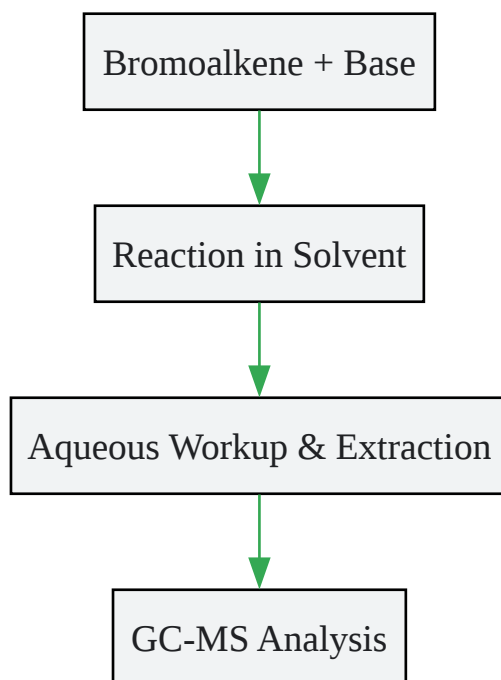 Bromoalkene + Base
Reaction in Solvent
Aqueous Workup & Extraction
GC-MS Analysis